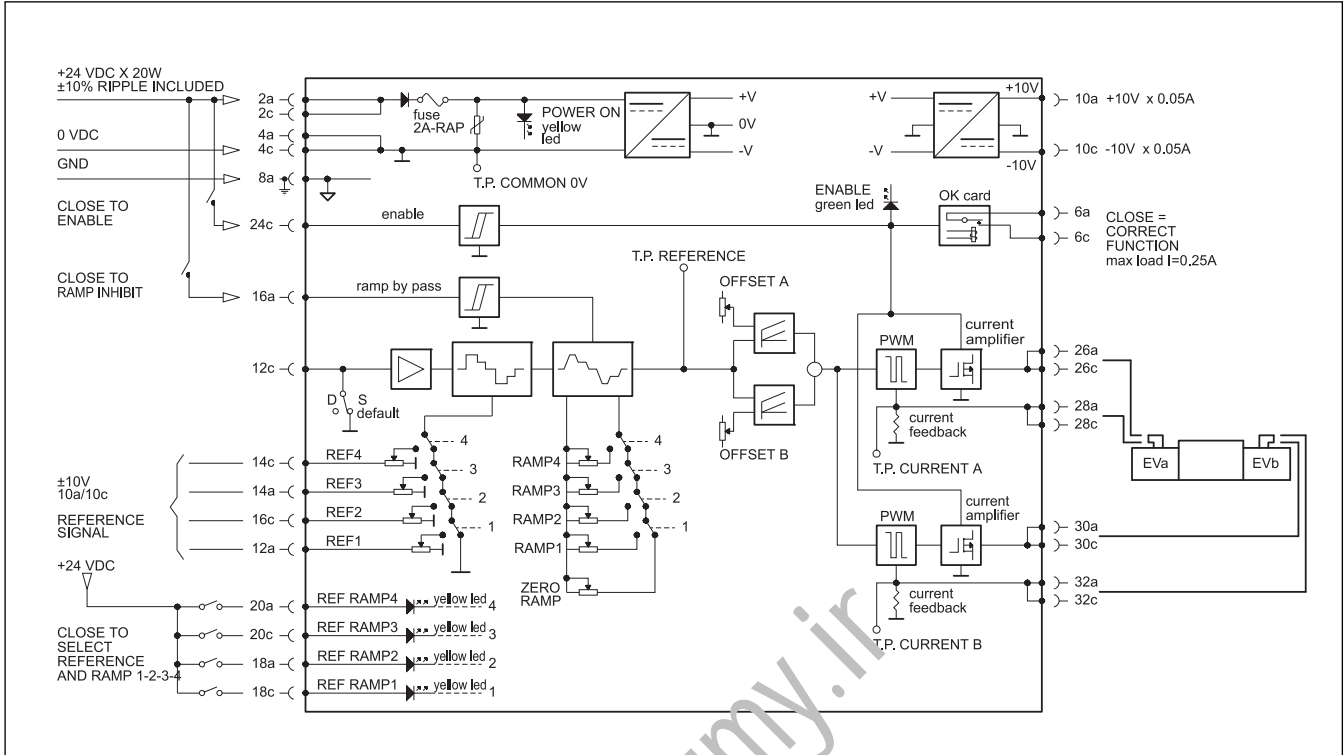 +24 VDC X 20W
±10% RIPPLE INCLUDED
0 VDC
GND
CLOSE TO
ENABLE
CLOSE TO
RAMP INHIBIT
±10V
10a/10c
REFERENCE
SIGNAL
+24 VDC
CLOSE TO
SELECT
REFERENCE
AND RAMP 1-2-3-4
2a
2c
4a
4c
8a
24c
16a
12c
14c
14a
16c
12a
20a
20c
18a
18c
fuse
2A-RAP
POWER ON
yellow
led
T.P. COMMON 0V
+V
0V
-V
+V
-V
+10V
-10V
10a +10V x 0.05A
10c -10V x 0.05A
enable
ENABLE
green led
OK card
6a
6c
CLOSE =
CORRECT
FUNCTION
max load I=0.25A
ramp by pass
T.P. REFERENCE
OFFSET A
OFFSET B
D S
default
REF4
REF3
REF2
REF1
4
3
2
1
RAMP4
RAMP3
RAMP2
RAMP1
ZERO
RAMP
4
3
2
1
REF RAMP4 yellow led 4
REF RAMP3 yellow led 3
REF RAMP2 yellow led 2
REF RAMP1 yellow led 1
PWM
current
amplifier
current
feedback
T.P. CURRENT A
26a
26c
28a
28c
EVa
EVb
PWM
current
amplifier
current
feedback
T.P. CURRENT B
30a
30c
32a
32c
my.ir